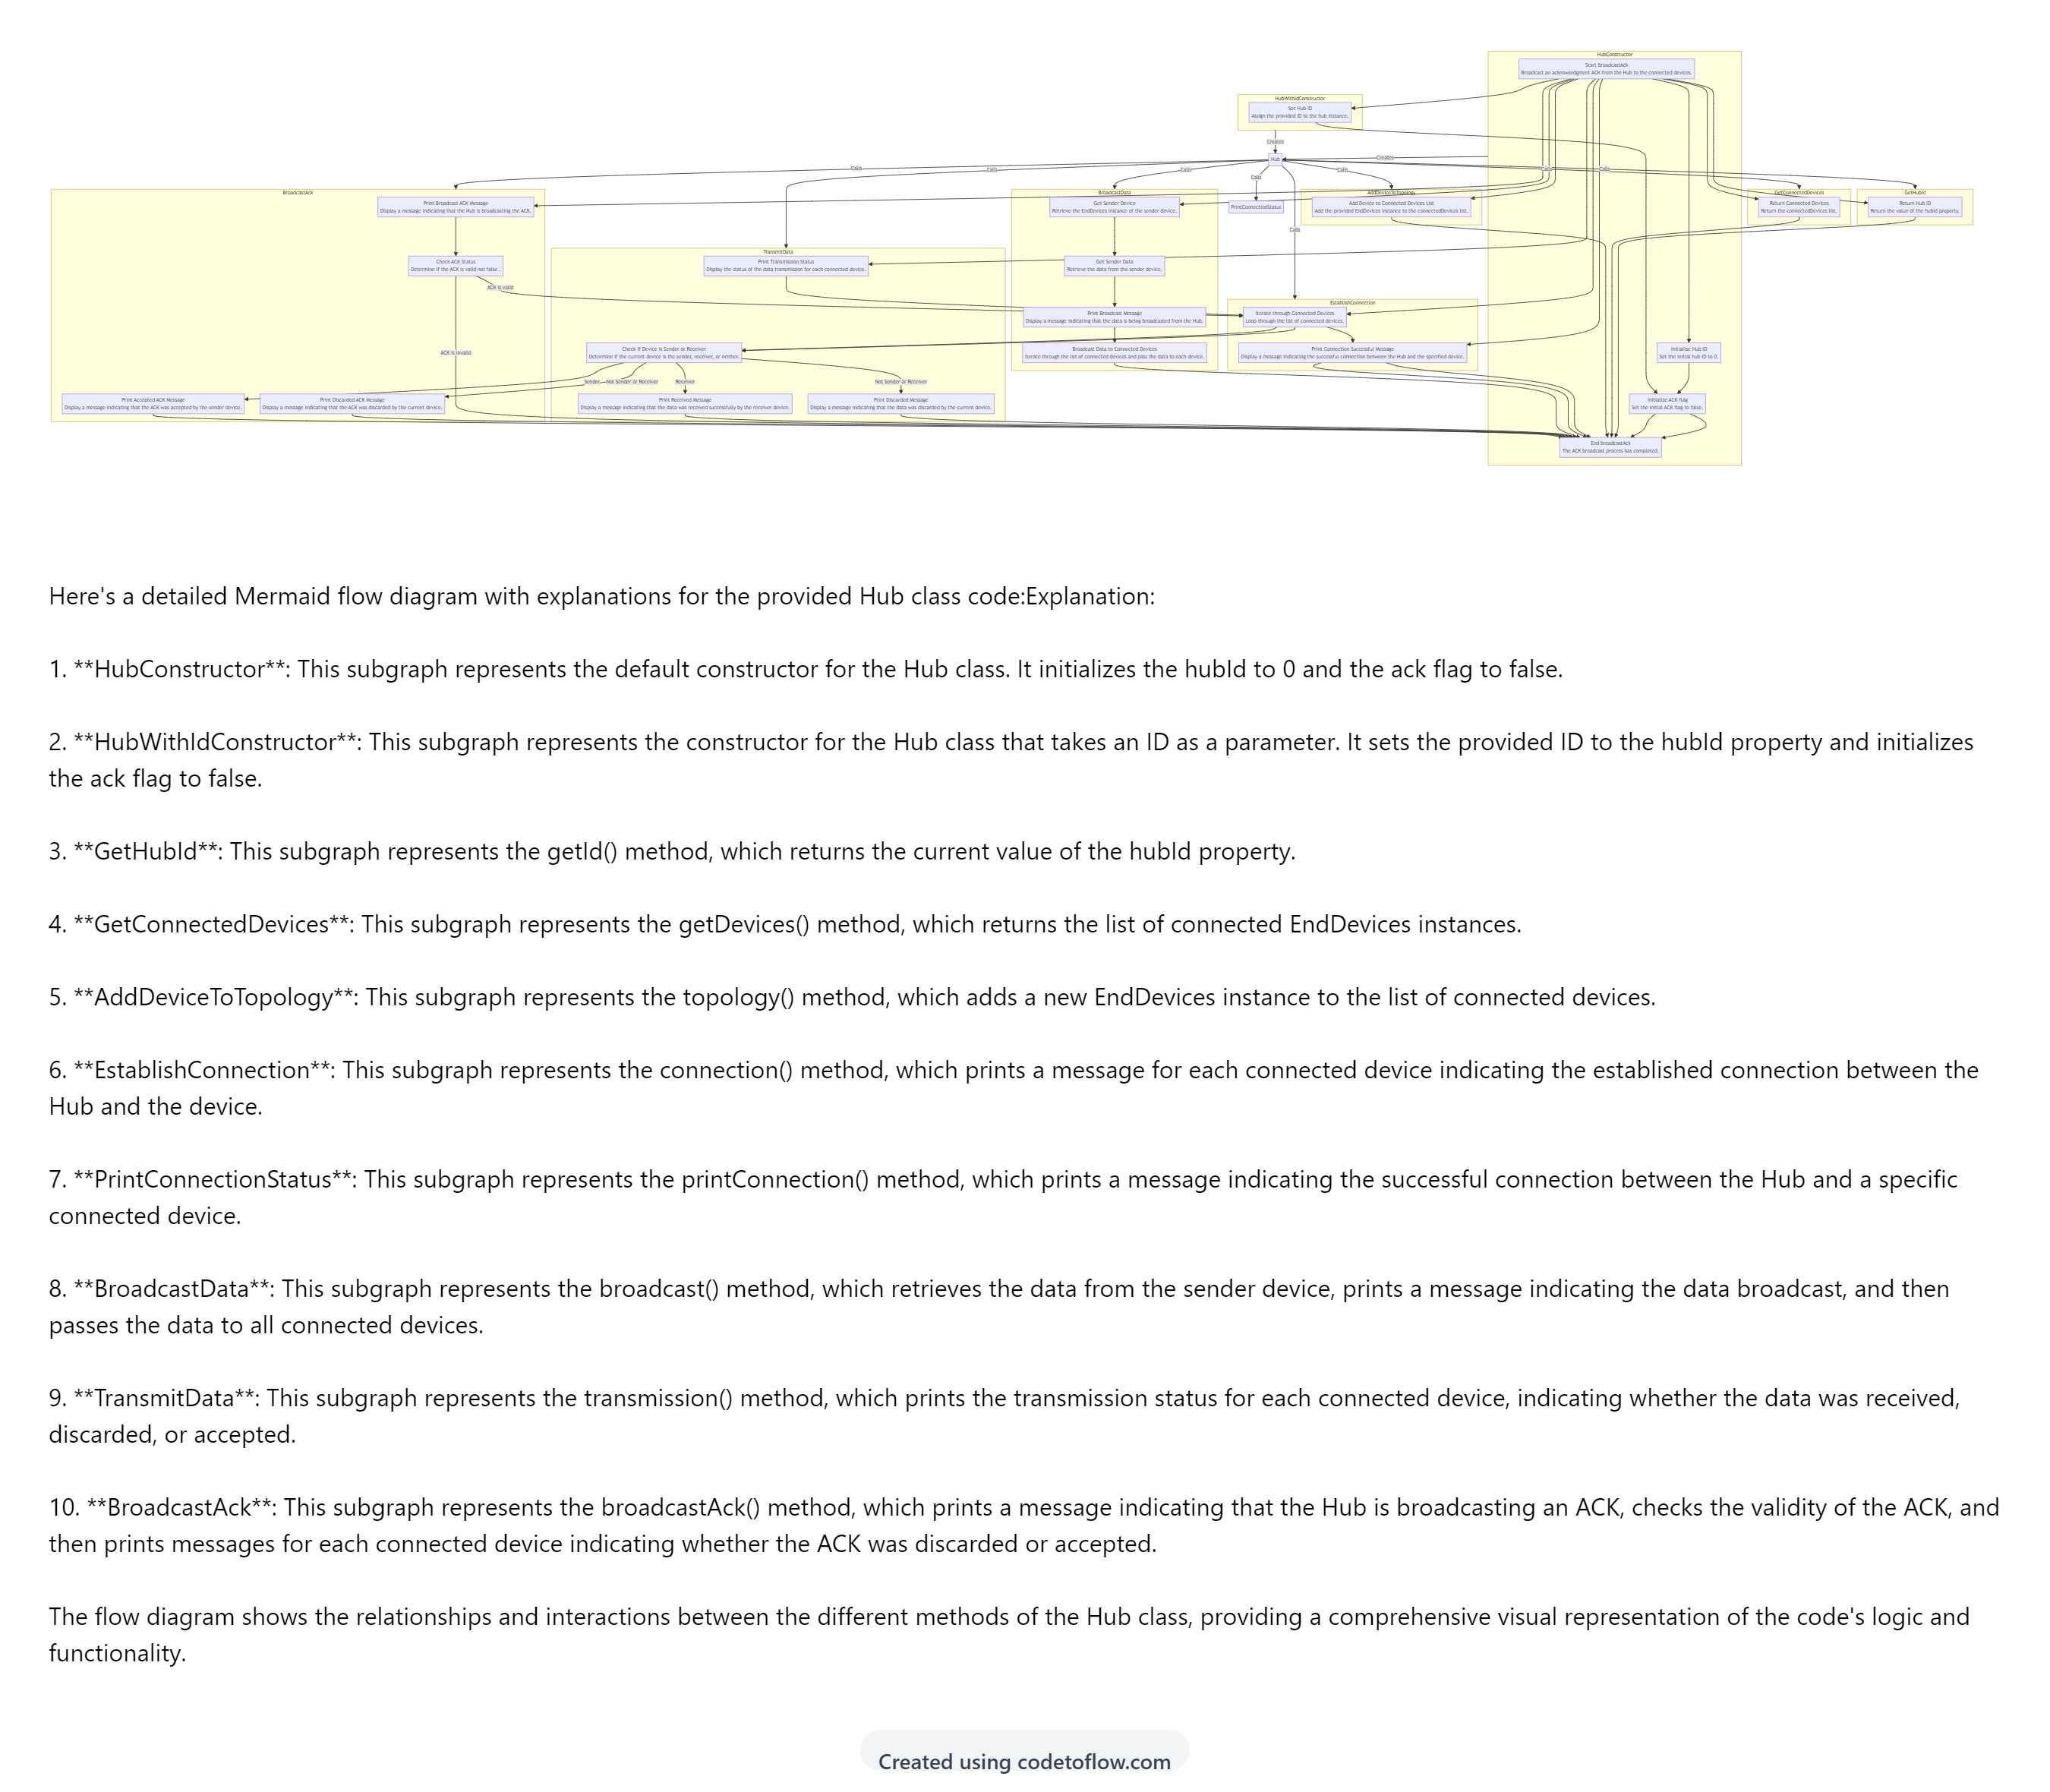 HubConstructor
Start broadcastAck
Broadcast an acknowledgment ACK from the Hub to the connected devices.
HubWithIdConstructor
Set Hub ID
Assign the provided ID to the hub instance.
Creates
Hub
Creates
Calls
Calls
Calls
Calls
Calls
Calls
Calls
Calls
BroadcastAck
Print Broadcast ACK Message
Display a message indicating that the Hub is broadcasting the ACK.
Check ACK Status
Determine if the ACK is valid not false .
ACK is valid
ACK is invalid
Print Accepted ACK Message
Display a message indicating that the ACK was accepted by the sender device.
Print Discarded ACK Message
Display a message indicating that the ACK was discarded by the current device.
TransmitData
Print Transmission Status
Display the status of the data transmission for each connected device.
Check if Device is Sender or Receiver
Determine if the current device is the sender, receiver, or neither.
Sender
Not Sender or Receiver
Receiver
Not Sender or Receiver
Print Received Message
Display a message indicating that the data was received successfully by the receiver device.
Print Discarded Message
Display a message indicating that the data was discarded by the current device.
BroadcastData
Get Sender Device
Retrieve the EndDevices instance of the sender device.
Get Sender Data
Retrieve the data from the sender device.
Print Broadcast Message
Display a message indicating that the data is being broadcasted from the Hub.
Broadcast Data to Connected Devices
Iterate through the list of connected devices and pass the data to each device.
PrintConnectionStatus
AddDeviceToTopology
Add Device to Connected Devices List
Add the provided EndDevices instance to the connectedDevices list.
EstablishConnection
Iterate through Connected Devices
Loop through the list of connected devices.
Print Connection Successful Message
Display a message indicating the successful connection between the Hub and the specified device.
Initialize Hub ID
Set the initial hub ID to 0.
Initialize ACK flag
Set the initial ACK flag to false.
End broadcastAck
The ACK broadcast process has completed.
GetConnectedDevices
Return Connected Devices
Return the connectedDevices list.
GetHubId
Return Hub ID
Return the value of the hubId property.
Here's a detailed Mermaid flow diagram with explanations for the provided Hub class code:Explanation:
1. **HubConstructor**: This subgraph represents the default constructor for the Hub class. It initializes the hubId to 0 and the ack flag to false.
2. **HubWithIdConstructor**: This subgraph represents the constructor for the Hub class that takes an ID as a parameter. It sets the provided ID to the hubId property and initializes
the ack flag to false.
3. **GetHubId**: This subgraph represents the getId() method, which returns the current value of the hubId property.
4. **GetConnectedDevices**: This subgraph represents the getDevices() method, which returns the list of connected EndDevices instances.
5. **AddDeviceToTopology**: This subgraph represents the topology() method, which adds a new EndDevices instance to the list of connected devices.
6. **EstablishConnection**: This subgraph represents the connection() method, which prints a message for each connected device indicating the established connection between the
Hub and the device.
7. **PrintConnectionStatus**: This subgraph represents the printConnection() method, which prints a message indicating the successful connection between the Hub and a specific
connected device.
8. **BroadcastData**: This subgraph represents the broadcast() method, which retrieves the data from the sender device, prints a message indicating the data broadcast, and then
passes the data to all connected devices.
9. **TransmitData**: This subgraph represents the transmission() method, which prints the transmission status for each connected device, indicating whether the data was received,
discarded, or accepted.
10. **BroadcastAck**: This subgraph represents the broadcastAck() method, which prints a message indicating that the Hub is broadcasting an ACK, checks the validity of the ACK, and
then prints messages for each connected device indicating whether the ACK was discarded or accepted.
The flow diagram shows the relationships and interactions between the different methods of the Hub class, providing a comprehensive visual representation of the code's logic and
functionality.
Created using codetoflow.com